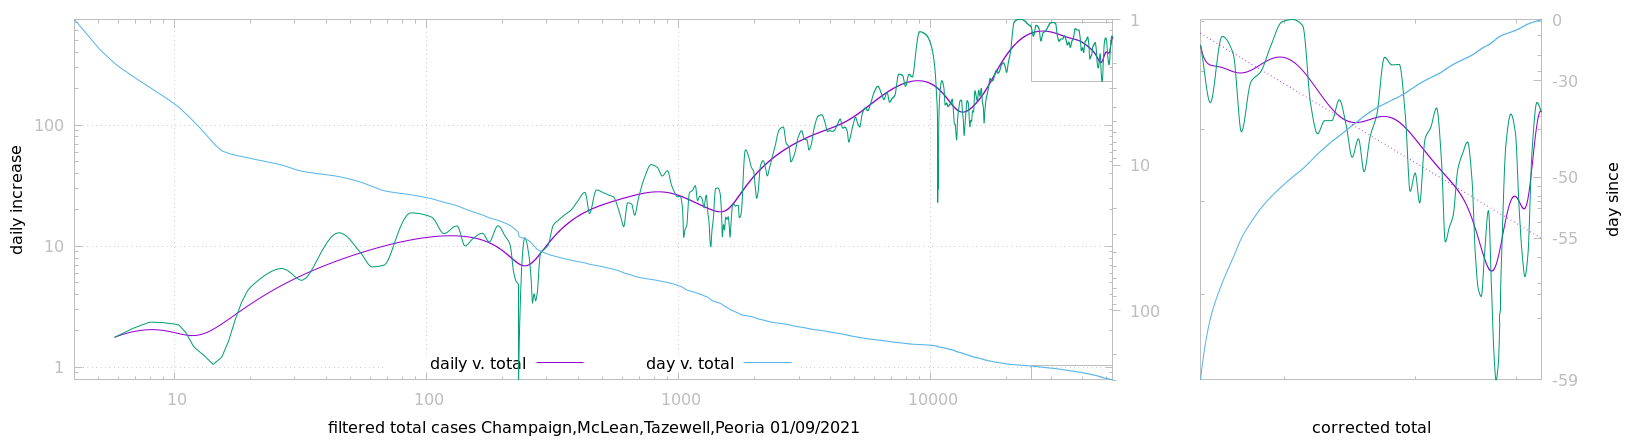 daily increase
100
10
1
10
100
1000
10000
1
10
100
daily v. total
day v. total
filtered total cases Champaign,McLean,Tazewell,Peoria 01/09/2021
0
-30
-50
-55
-59
day since
corrected total